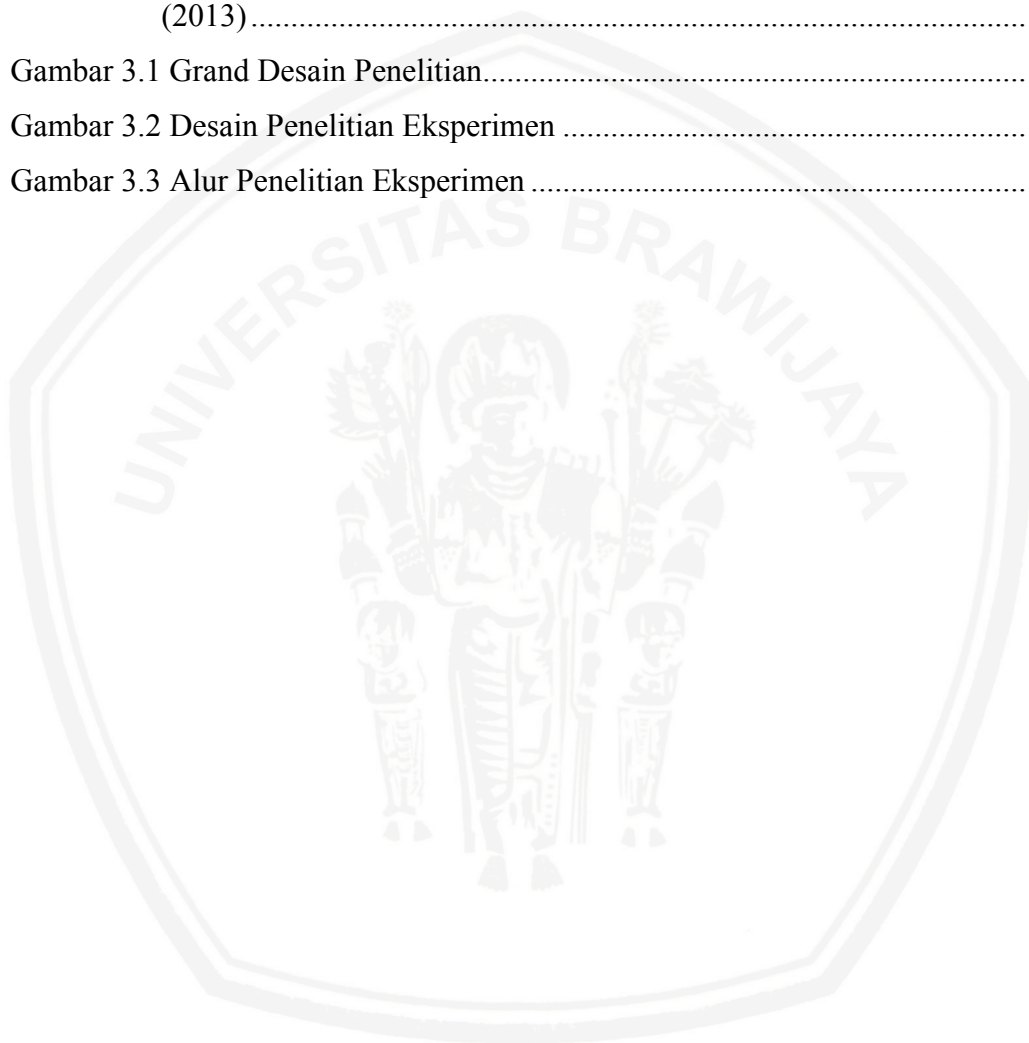 (2013)......................................................................................................
Gambar 3.1 Grand Desain Penelitian......................................................................
Gambar 3.2 Desain Penelitian Eksperimen ............................................................
Gambar 3.3 Alur Penelitian Eksperimen ................................................................
UNIVERSITAS BRAWIJAYA